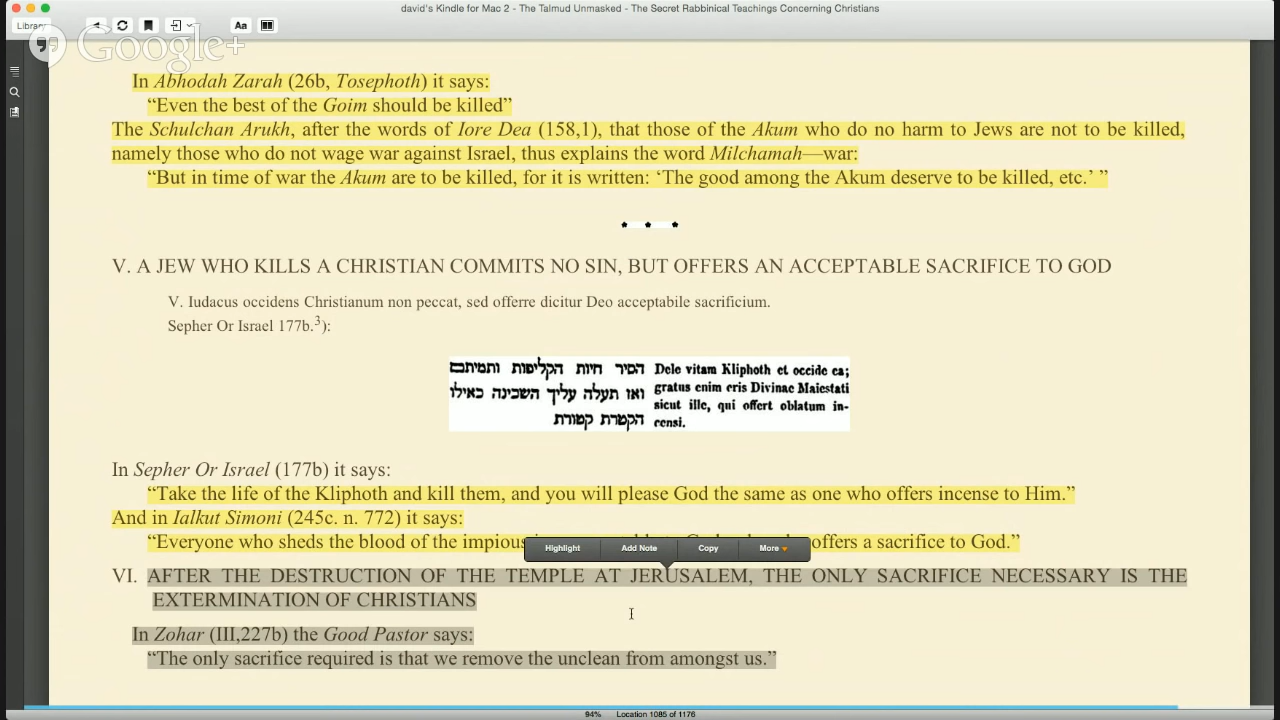 david's Kindle for Mac 2 - The Talmud Unmasked - The Secret Rabbinical Teachings Concerning Christians
Library
Aa
Google+
In Abhodah Zarah (26b, Tosephoth) it says:
“Even the best of the Goim should be killed”
The Schulchan Arukh, after the words of Iore Dea (158,1), that those of the Akum who do no harm to Jews are not to be killed,
namely those who do not wage war against Israel, thus explains the word Milchamah—war:
“But in time of war the Akum are to be killed, for it is written: ‘The good among the Akum deserve to be killed, etc.’ ”
V. A JEW WHO KILLS A CHRISTIAN COMMITS NO SIN, BUT OFFERS AN ACCEPTABLE SACRIFICE TO GOD
V. Iudacus occidens Christianum non peccat, sed offerre dicitur Deo acceptabile sacrificium.
Sepher Or Israel 177b.3):
הסיר חיות הקליפות ותמיתם Dele vitam Kliphoth et occide ea;
ואז תעלה עליך השכינה כאילו gratus enim eris Divinae Maiestati
הקטרת קטורת sicut ille, qui offert oblatum in-
censi.
In Sepher Or Israel (177b) it says:
“Take the life of the Kliphoth and kill them, and you will please God the same as one who offers incense to Him.”
And in Ialkut Simoni (245c. n. 772) it says:
“Everyone who sheds the blood of the impious offers a sacrifice to God.”
Highlight Add Note Copy More
VI. AFTER THE DESTRUCTION OF THE TEMPLE AT JERUSALEM, THE ONLY SACRIFICE NECESSARY IS THE
EXTERMINATION OF CHRISTIANS
In Zohar (III,227b) the Good Pastor says:
“The only sacrifice required is that we remove the unclean from amongst us.”
94% Location 1085 of 1176